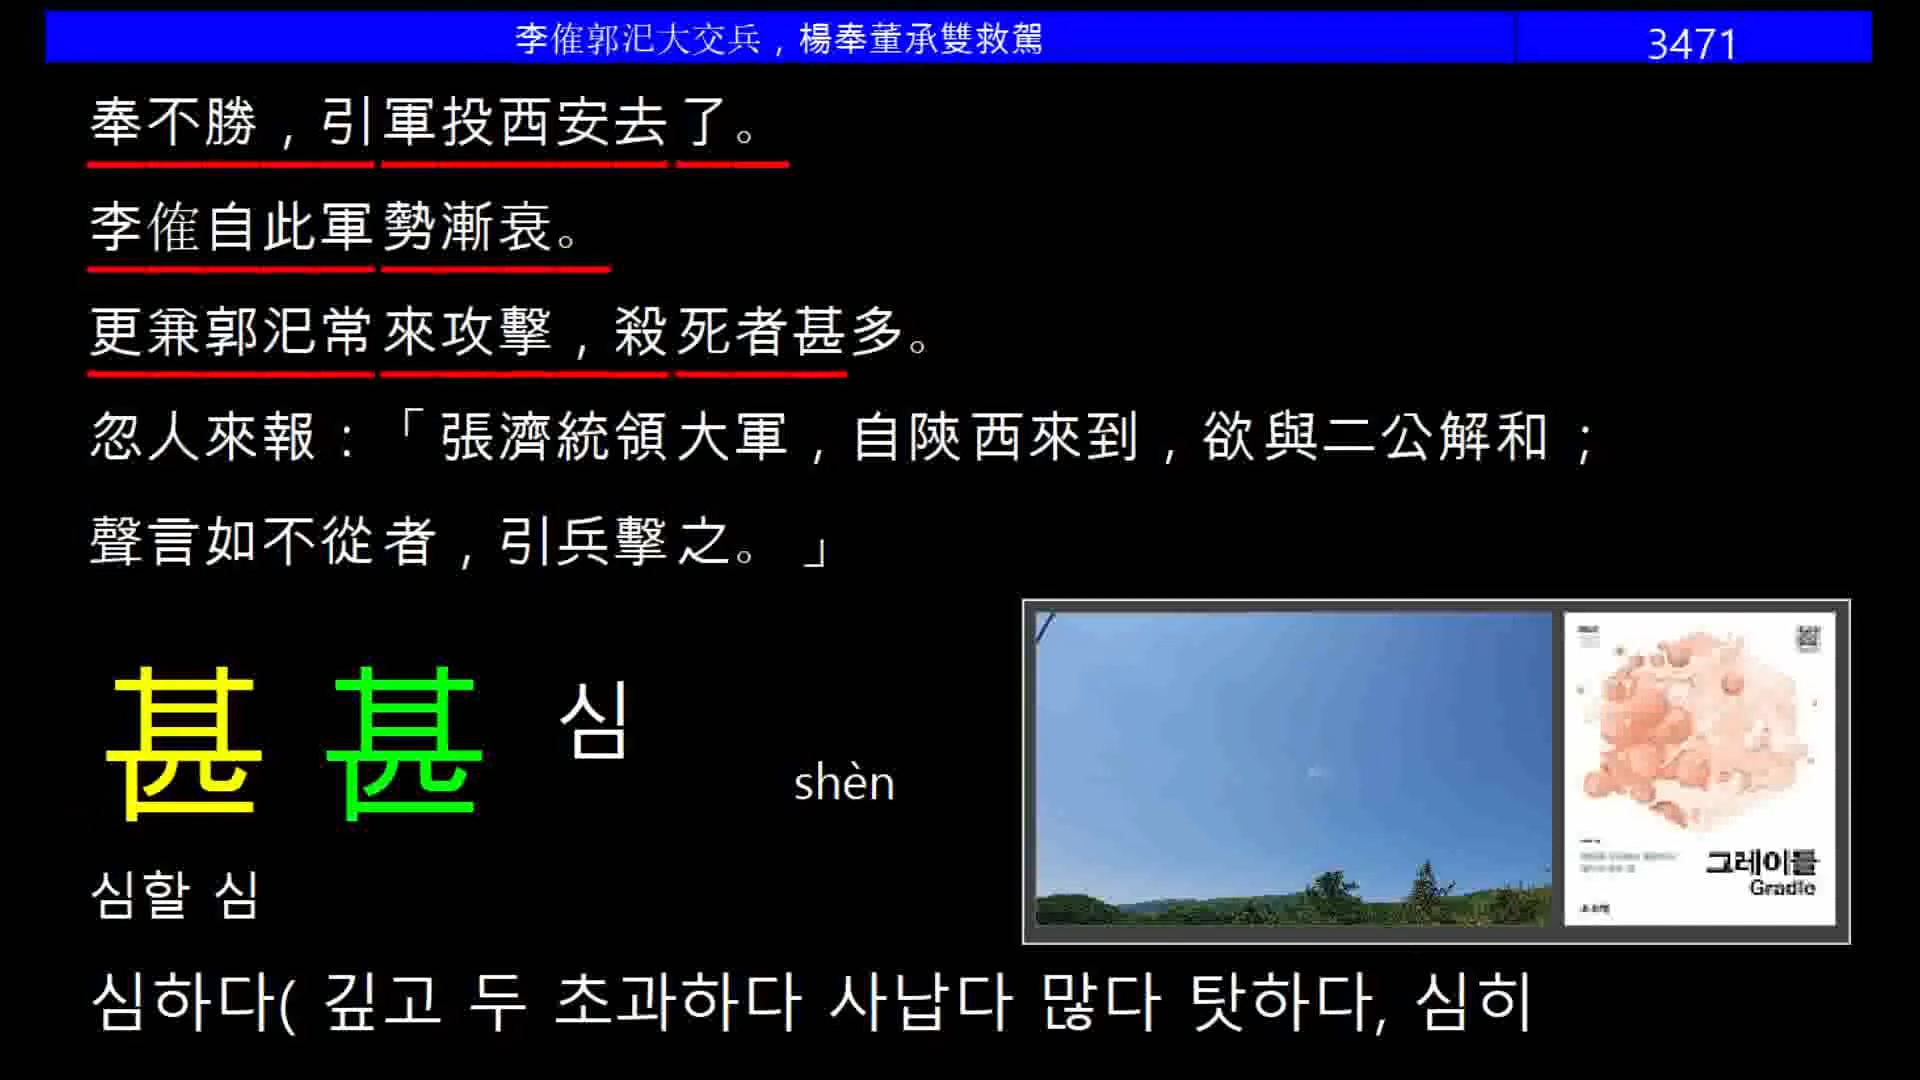 李傕郭汜大交兵，楊奉董承雙救駕
3471
奉不勝，引軍投西安去了。
李傕自此軍勢漸衰。
更兼郭汜常來攻擊，殺死者甚多。
忽人來報：「張濟統領大軍，自陝西來到，欲與二公解和；
聲言如不從者，引兵擊之。」
甚 甚 심
shèn
심할 심
그레이들
Gradle
심하다( 깊고 두 초과하다 사납다 많다 탓하다, 심히